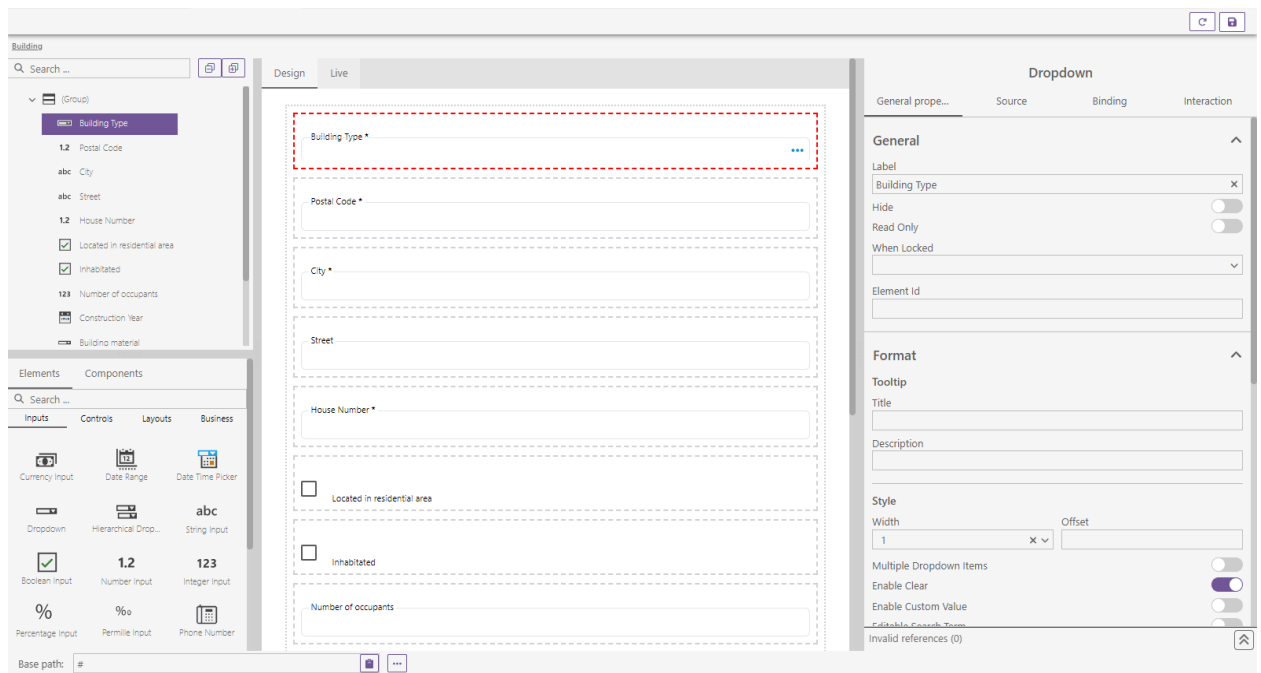 Building
Search ...
(Group)
Building Type
1.2 Postal Code
abc City
abc Street
1.2 House Number
Located in residential area
Inhabitated
123 Number of occupants
Construction Year
Building material
Elements Components
Search ...
Inputs Controls Layouts Business
Currency Input Date Range Date Time Picker
abc
Dropdown Hierarchical Drop... String Input
1.2 123
Boolean Input Number Input Integer Input
% %o
Percentage Input Permille Input Phone Number
Base path: #
Design Live
Building Type *
Postal Code *
City *
Street
House Number *
Located in residential area
Inhabitated
Number of occupants
Dropdown
General prope... Source Binding Interaction
General
Label
Building Type
Hide
Read Only
When Locked
Element Id
Format
Tooltip
Title
Description
Style
Width Offset
1
Multiple Dropdown Items
Enable Clear
Enable Custom Value
Editable Search Term
Invalid references (0)